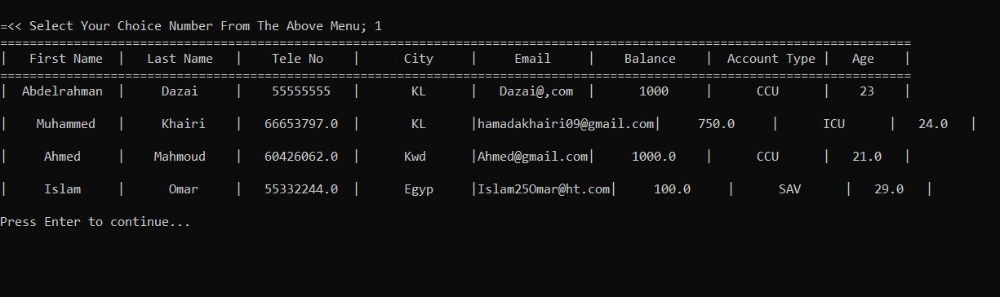 =<< Select Your Choice Number From The Above Menu; 1
============================================================================================================================
|   First Name  |   Last Name   |    Tele No    |      City     |     Email     |    Balance    |  Account Type |   Age    |
============================================================================================================================
|  Abdelrahman  |     Dazai     |    55555555   |       KL      |   Dazai@,com  |      1000     |      CCU      |    23    |
|    Muhammed   |     Khairi    |   66653797.0  |       KL      |hamadakhairi09@gmail.com|     750.0     |      ICU      |   24.0   |
|     Ahmed     |    Mahmoud    |   60426062.0  |      Kwd      |Ahmed@gmail.com|     1000.0    |      CCU      |   21.0   |
|     Islam     |      Omar     |   55332244.0  |      Egyp     |Islam25Omar@ht.com|     100.0     |      SAV      |   29.0   |
Press Enter to continue...